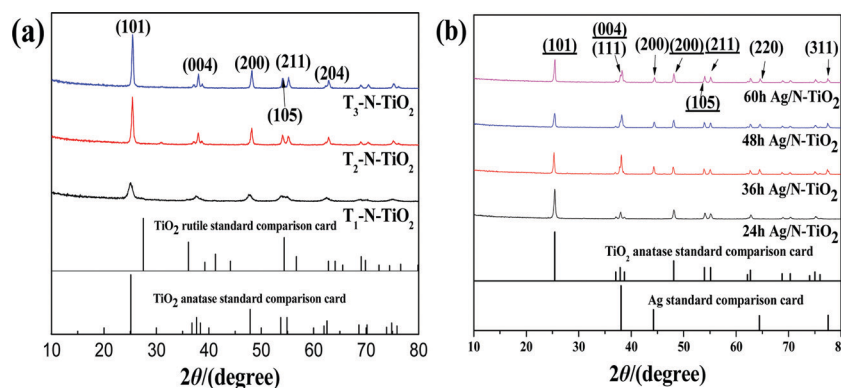 (a)
(101)
(004)
(200)
(211)
(204)
(105)
T₃-N-TiO₂
T₂-N-TiO₂
T₁-N-TiO₂
TiO₂ rutile standard comparison card
TiO₂ anatase standard comparison card
10 20 30 40 50 60 70 80
2θ/(degree)
(b)
(101)
(004)
(111)
(200)
(200)
(211)
(220)
(311)
(105)
60h Ag/N-TiO₂
48h Ag/N-TiO₂
36h Ag/N-TiO₂
24h Ag/N-TiO₂
TiO₂ anatase standard comparison card
Ag standard comparison card
10 20 30 40 50 60 70
2θ/(degree)